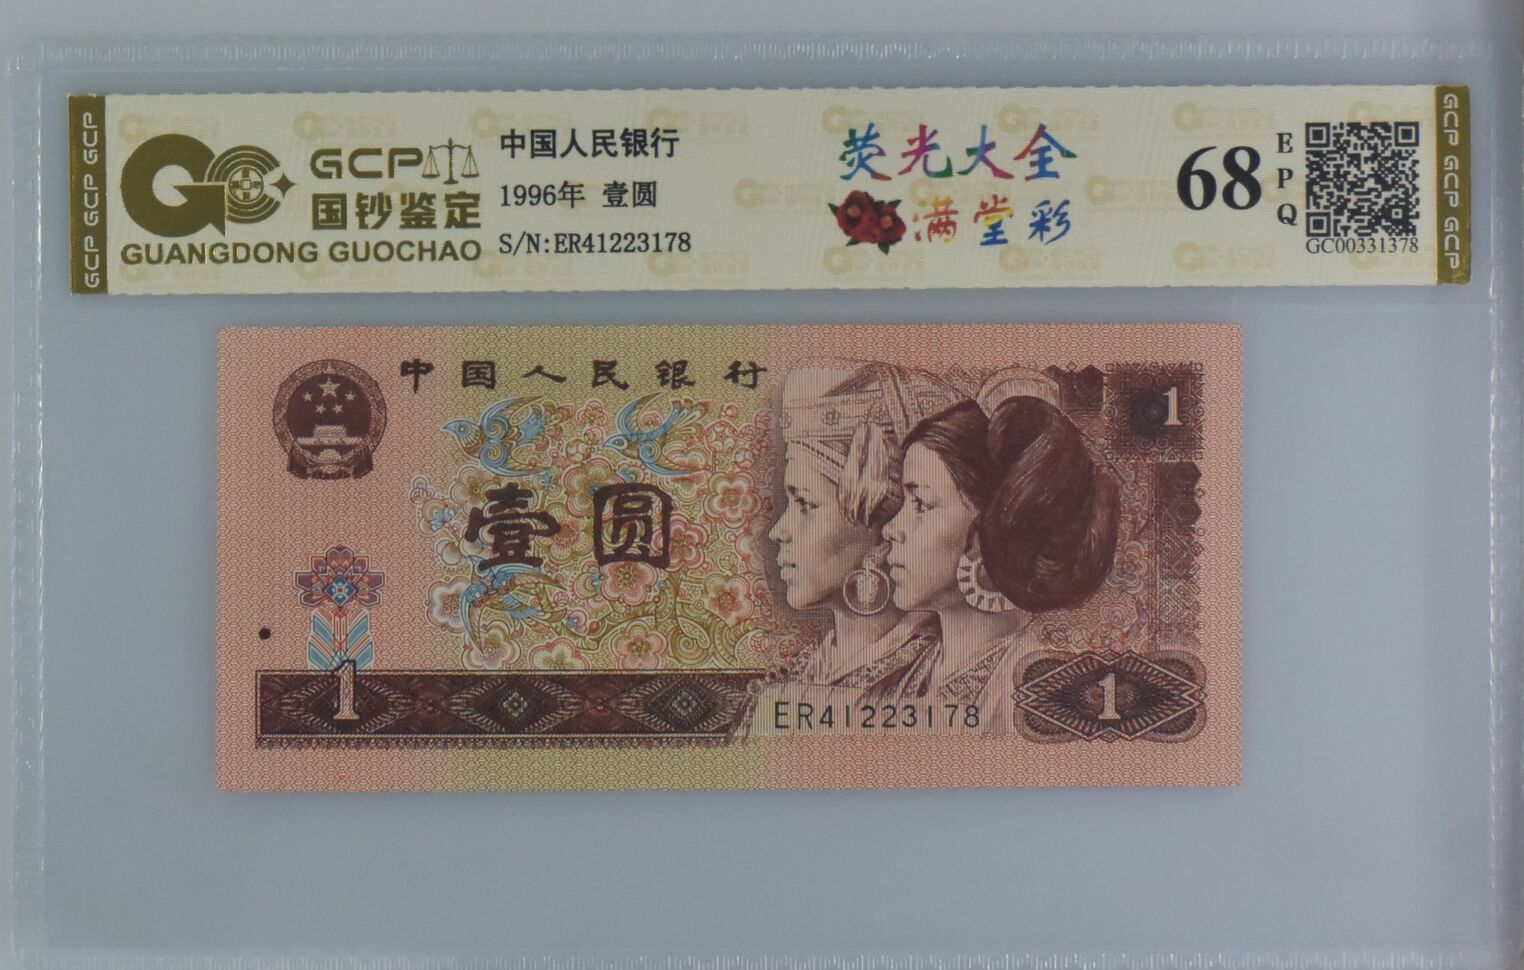 GCP GCP GCP
GCP
国钞鉴定
GUANGDONG GUOCHAO
中国人民银行
1996年 壹圆
S/N:ER41223178
荧光大全
满堂彩
68
EPQ
GC00331378
GCP GCP GCP
中国人民银行
1
壹圆
1
ER41223178
1